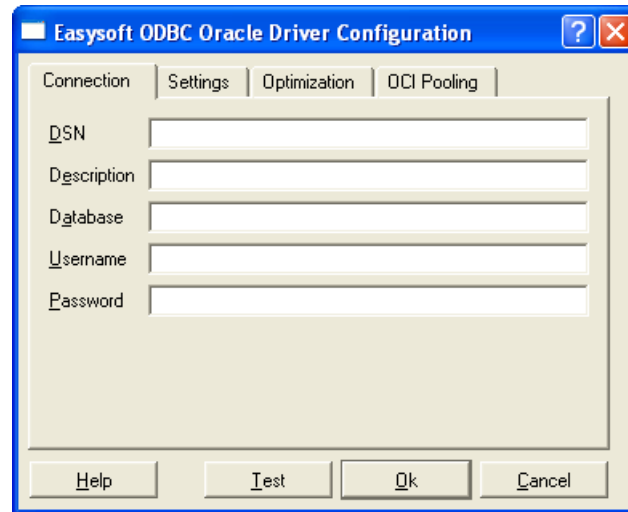 Easysoft ODBC Oracle Driver Configuration
Connection Settings Optimization OCI Pooling
DSN
Description
Database
Username
Password
Help Test Ok Cancel